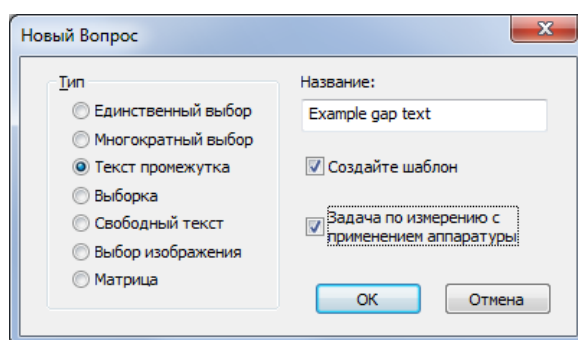 Новый Вопрос
Тип
Единственный выбор
Многократный выбор
Текст промежутка
Выборка
Свободный текст
Выбор изображения
Матрица
Название:
Example gap text
Создайте шаблон
Задача по измерению с
применением аппаратуры
ОК
Отмена